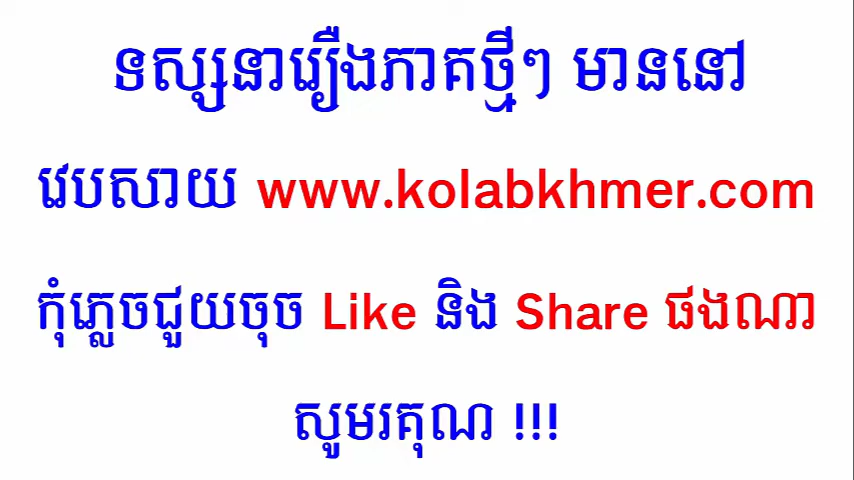 ទស្សនារឿងភាគថ្មីៗ មាននៅ
វេបសាយ www.kolabkhmer.com
កុំភ្លេចជួយចុច Like និង Share ផងណា
សូមរគុណ !!!